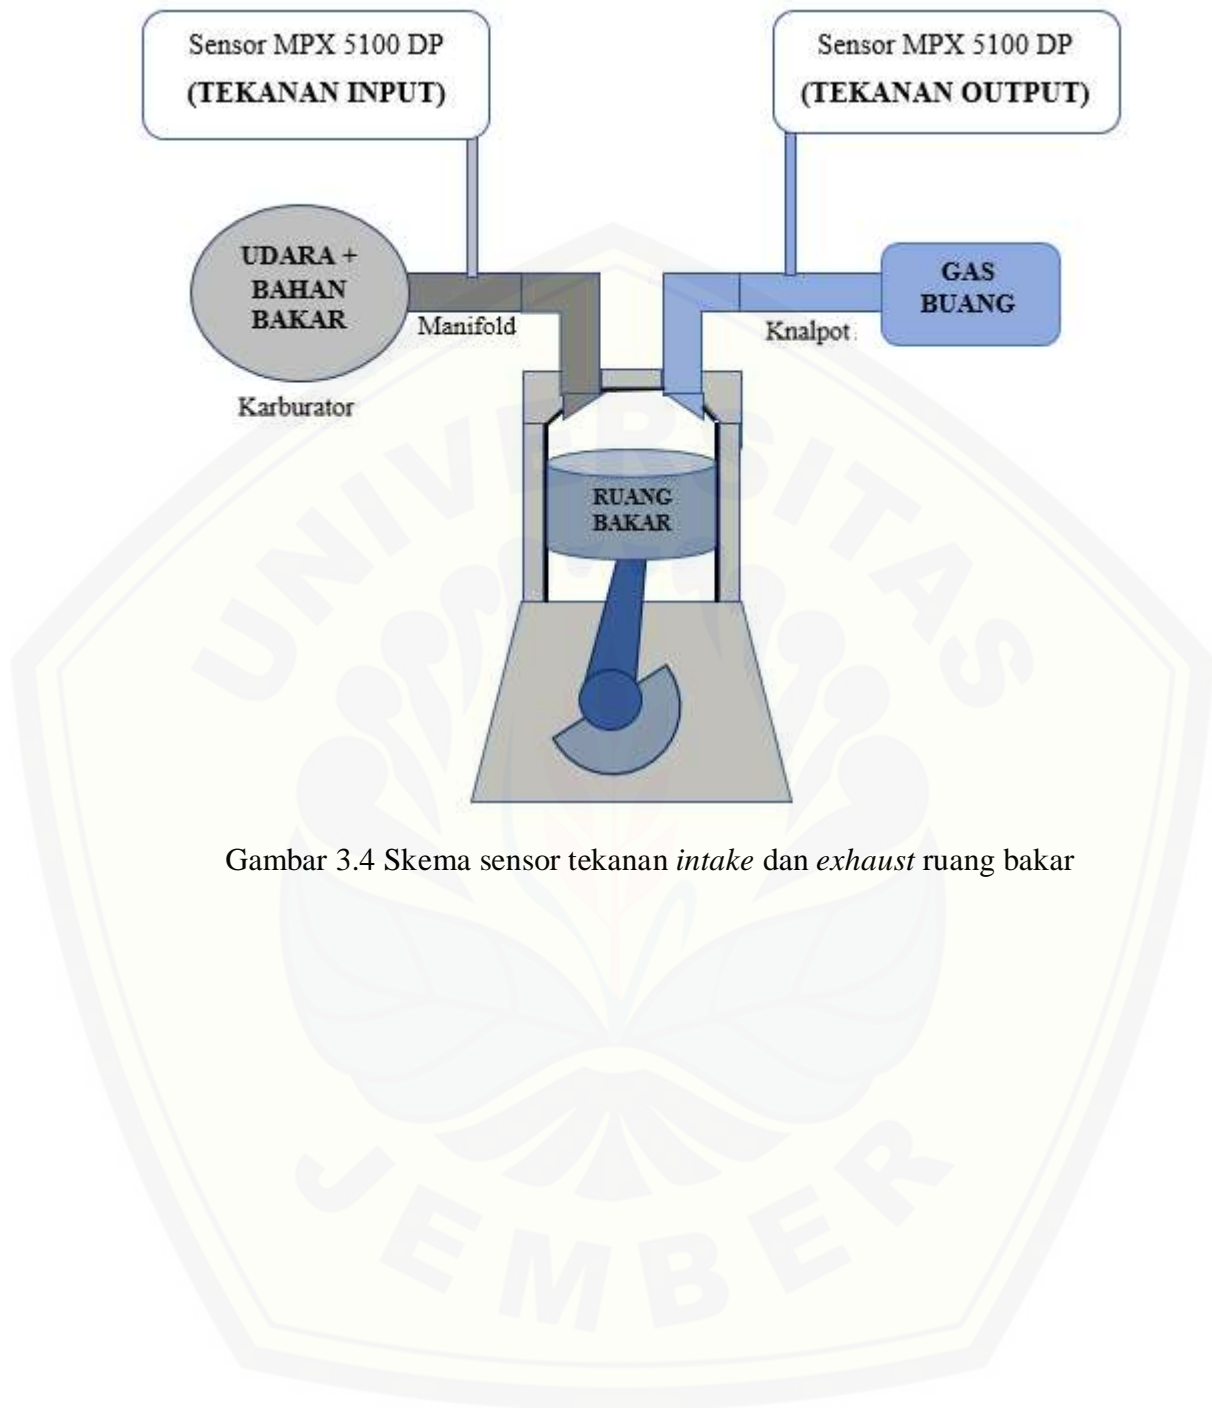 Sensor MPX 5100 DP
(TEKANAN INPUT)
Sensor MPX 5100 DP
(TEKANAN OUTPUT)
UDARA +
BAHAN
BAKAR
Manifold
Karburator
GAS
BUANG
Knalpot
RUANG
BAKAR
Gambar 3.4 Skema sensor tekanan intake dan exhaust ruang bakar
UNIVERSITAS
JEMBER